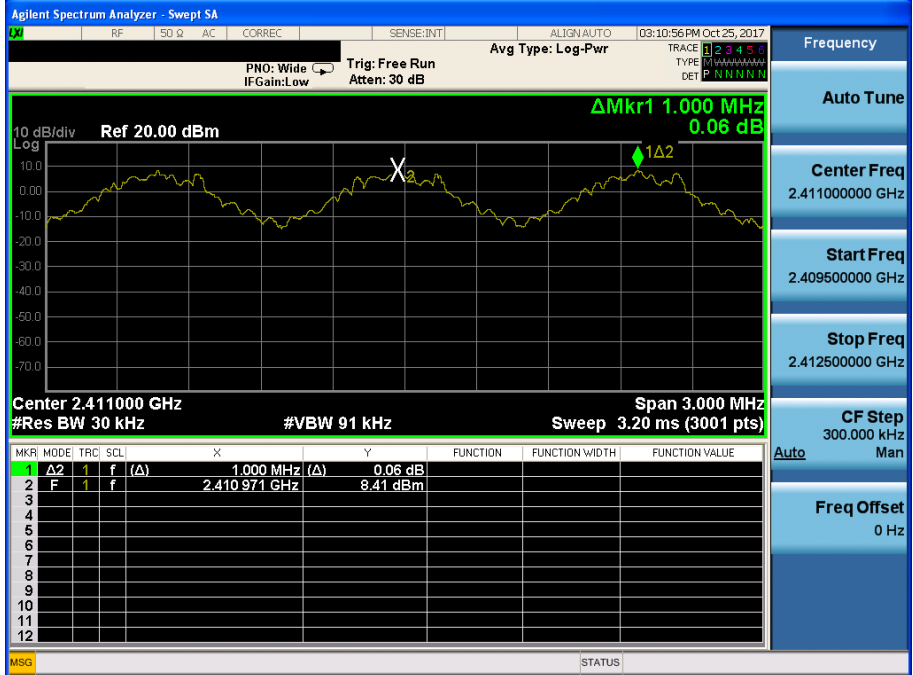 Agilent Spectrum Analyzer - Swept SA
LXI RF 50 Ω AC CORREC SENSE:INT ALIGN AUTO 03:10:56 PM Oct 25, 2017
Avg Type: Log-Pwr TRACE 1 2 3 4 5 6
PNO: Wide Trig: Free Run TYPE M WWWWW
IFGain:Low Atten: 30 dB DET P N N N N N
ΔMkr1 1.000 MHz
0.06 dB
10 dB/div Ref 20.00 dBm
Log
1Δ2
10.0
X2
0.00
-10.0
-20.0
-30.0
-40.0
-50.0
-60.0
-70.0
Center 2.411000 GHz Span 3.000 MHz
#Res BW 30 kHz #VBW 91 kHz Sweep 3.20 ms (3001 pts)
MKR MODE TRC SCL X Y FUNCTION FUNCTION WIDTH FUNCTION VALUE
1 Δ2 1 f (Δ) 1.000 MHz (Δ) 0.06 dB
2 F 1 f 2.410 971 GHz 8.41 dBm
3
4
5
6
7
8
9
10
11
12
MSG STATUS
Frequency
Auto Tune
Center Freq
2.411000000 GHz
Start Freq
2.409500000 GHz
Stop Freq
2.412500000 GHz
CF Step
300.000 kHz
Auto Man
Freq Offset
0 Hz